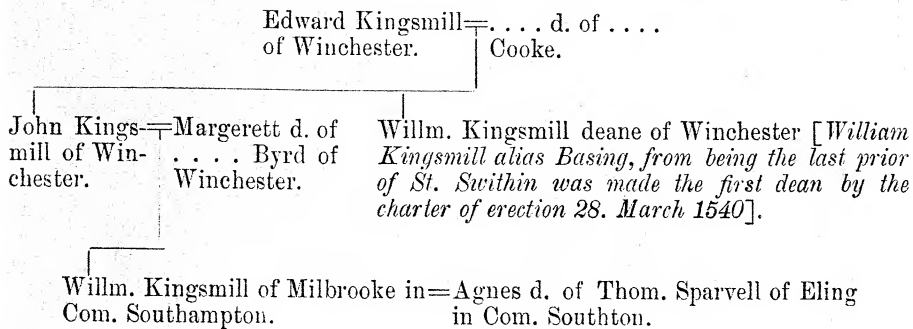 Edward Kingsmill=. . . . d. of . . . .
of Winchester. Cooke.
John Kings-=Margerett d. of
mill of Win- . . . . Byrd of
chester. Winchester.
Willm. Kingsmill deane of Winchester [William
Kingsmill alias Basing, from being the last prior
of St. Swithin was made the first dean by the
charter of erection 28. March 1540].
Willm. Kingsmill of Milbrooke in=Agnes d. of Thom. Sparvell of Eling
Com. Southampton. in Com. Southton.